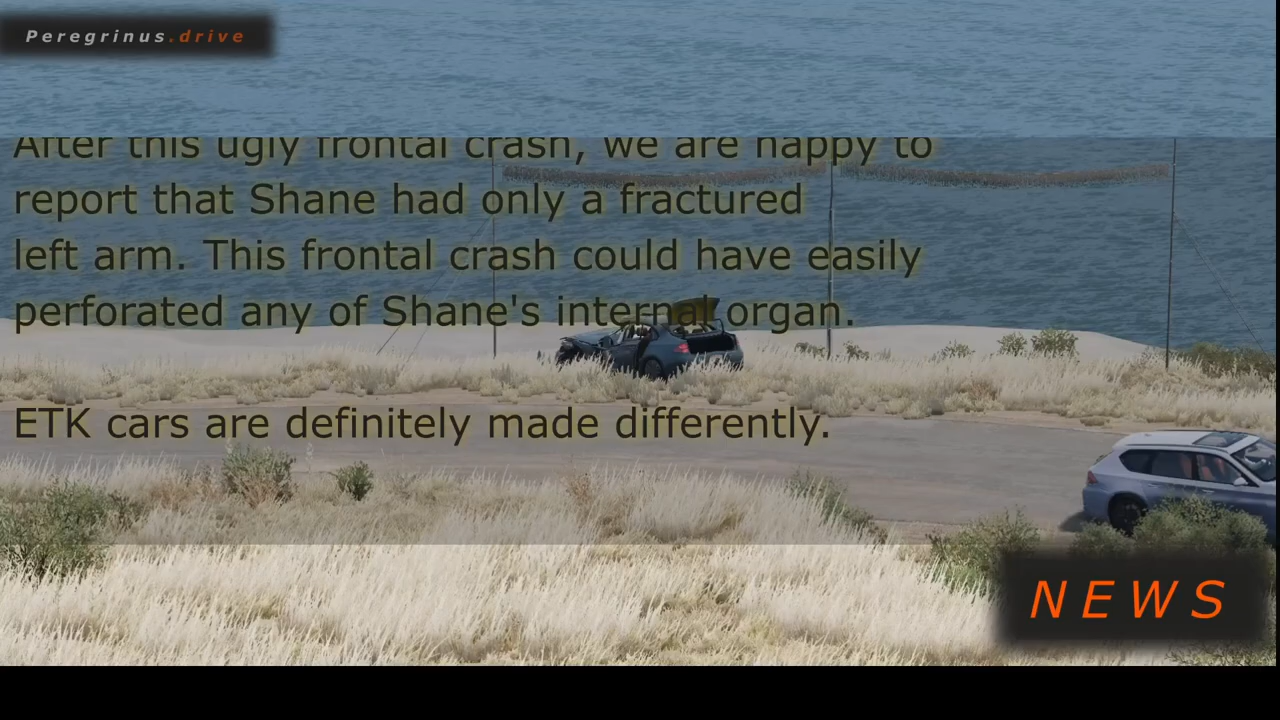 Peregrinus.drive
After this ugly frontal crash, we are happy to
report that Shane had only a fractured
left arm. This frontal crash could have easily
perforated any of Shane's internal organ.
ETK cars are definitely made differently.
NEWS